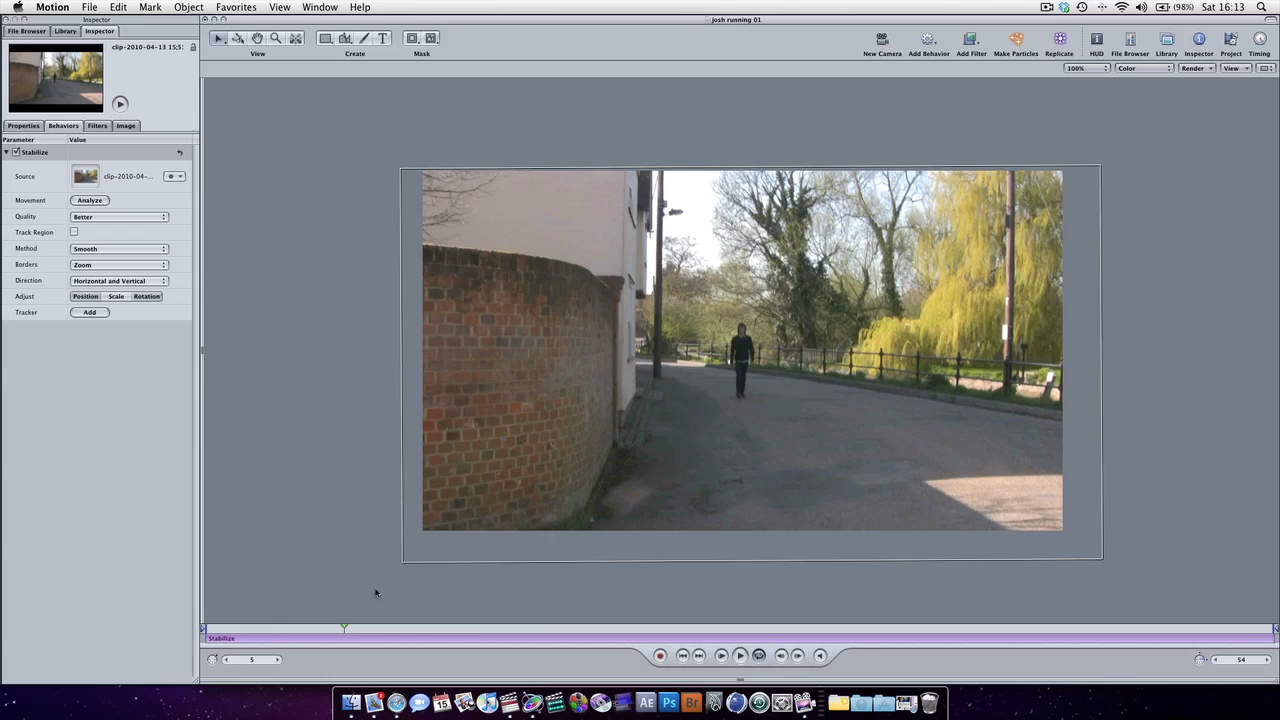 Motion File Edit Mark Object Favorites View Window Help
(98%) Sat 16:13
Inspector
josh running 01
File Browser Library Inspector
clip-2010-04-13 15;5:
View Create Mask
New Camera Add Behavior Add Filter Make Particles Replicate HUD File Browser Library Inspector Project Timing
100% Color Render View
Properties Behaviors Filters Image
Parameter Value
Stabilize
Source clip-2010-04-...
Movement Analyze
Quality Better
Track Region
Method Smooth
Borders Zoom
Direction Horizontal and Vertical
Adjust Position Scale Rotation
Tracker Add
Stabilize
5
54
15
Ae Ps Br